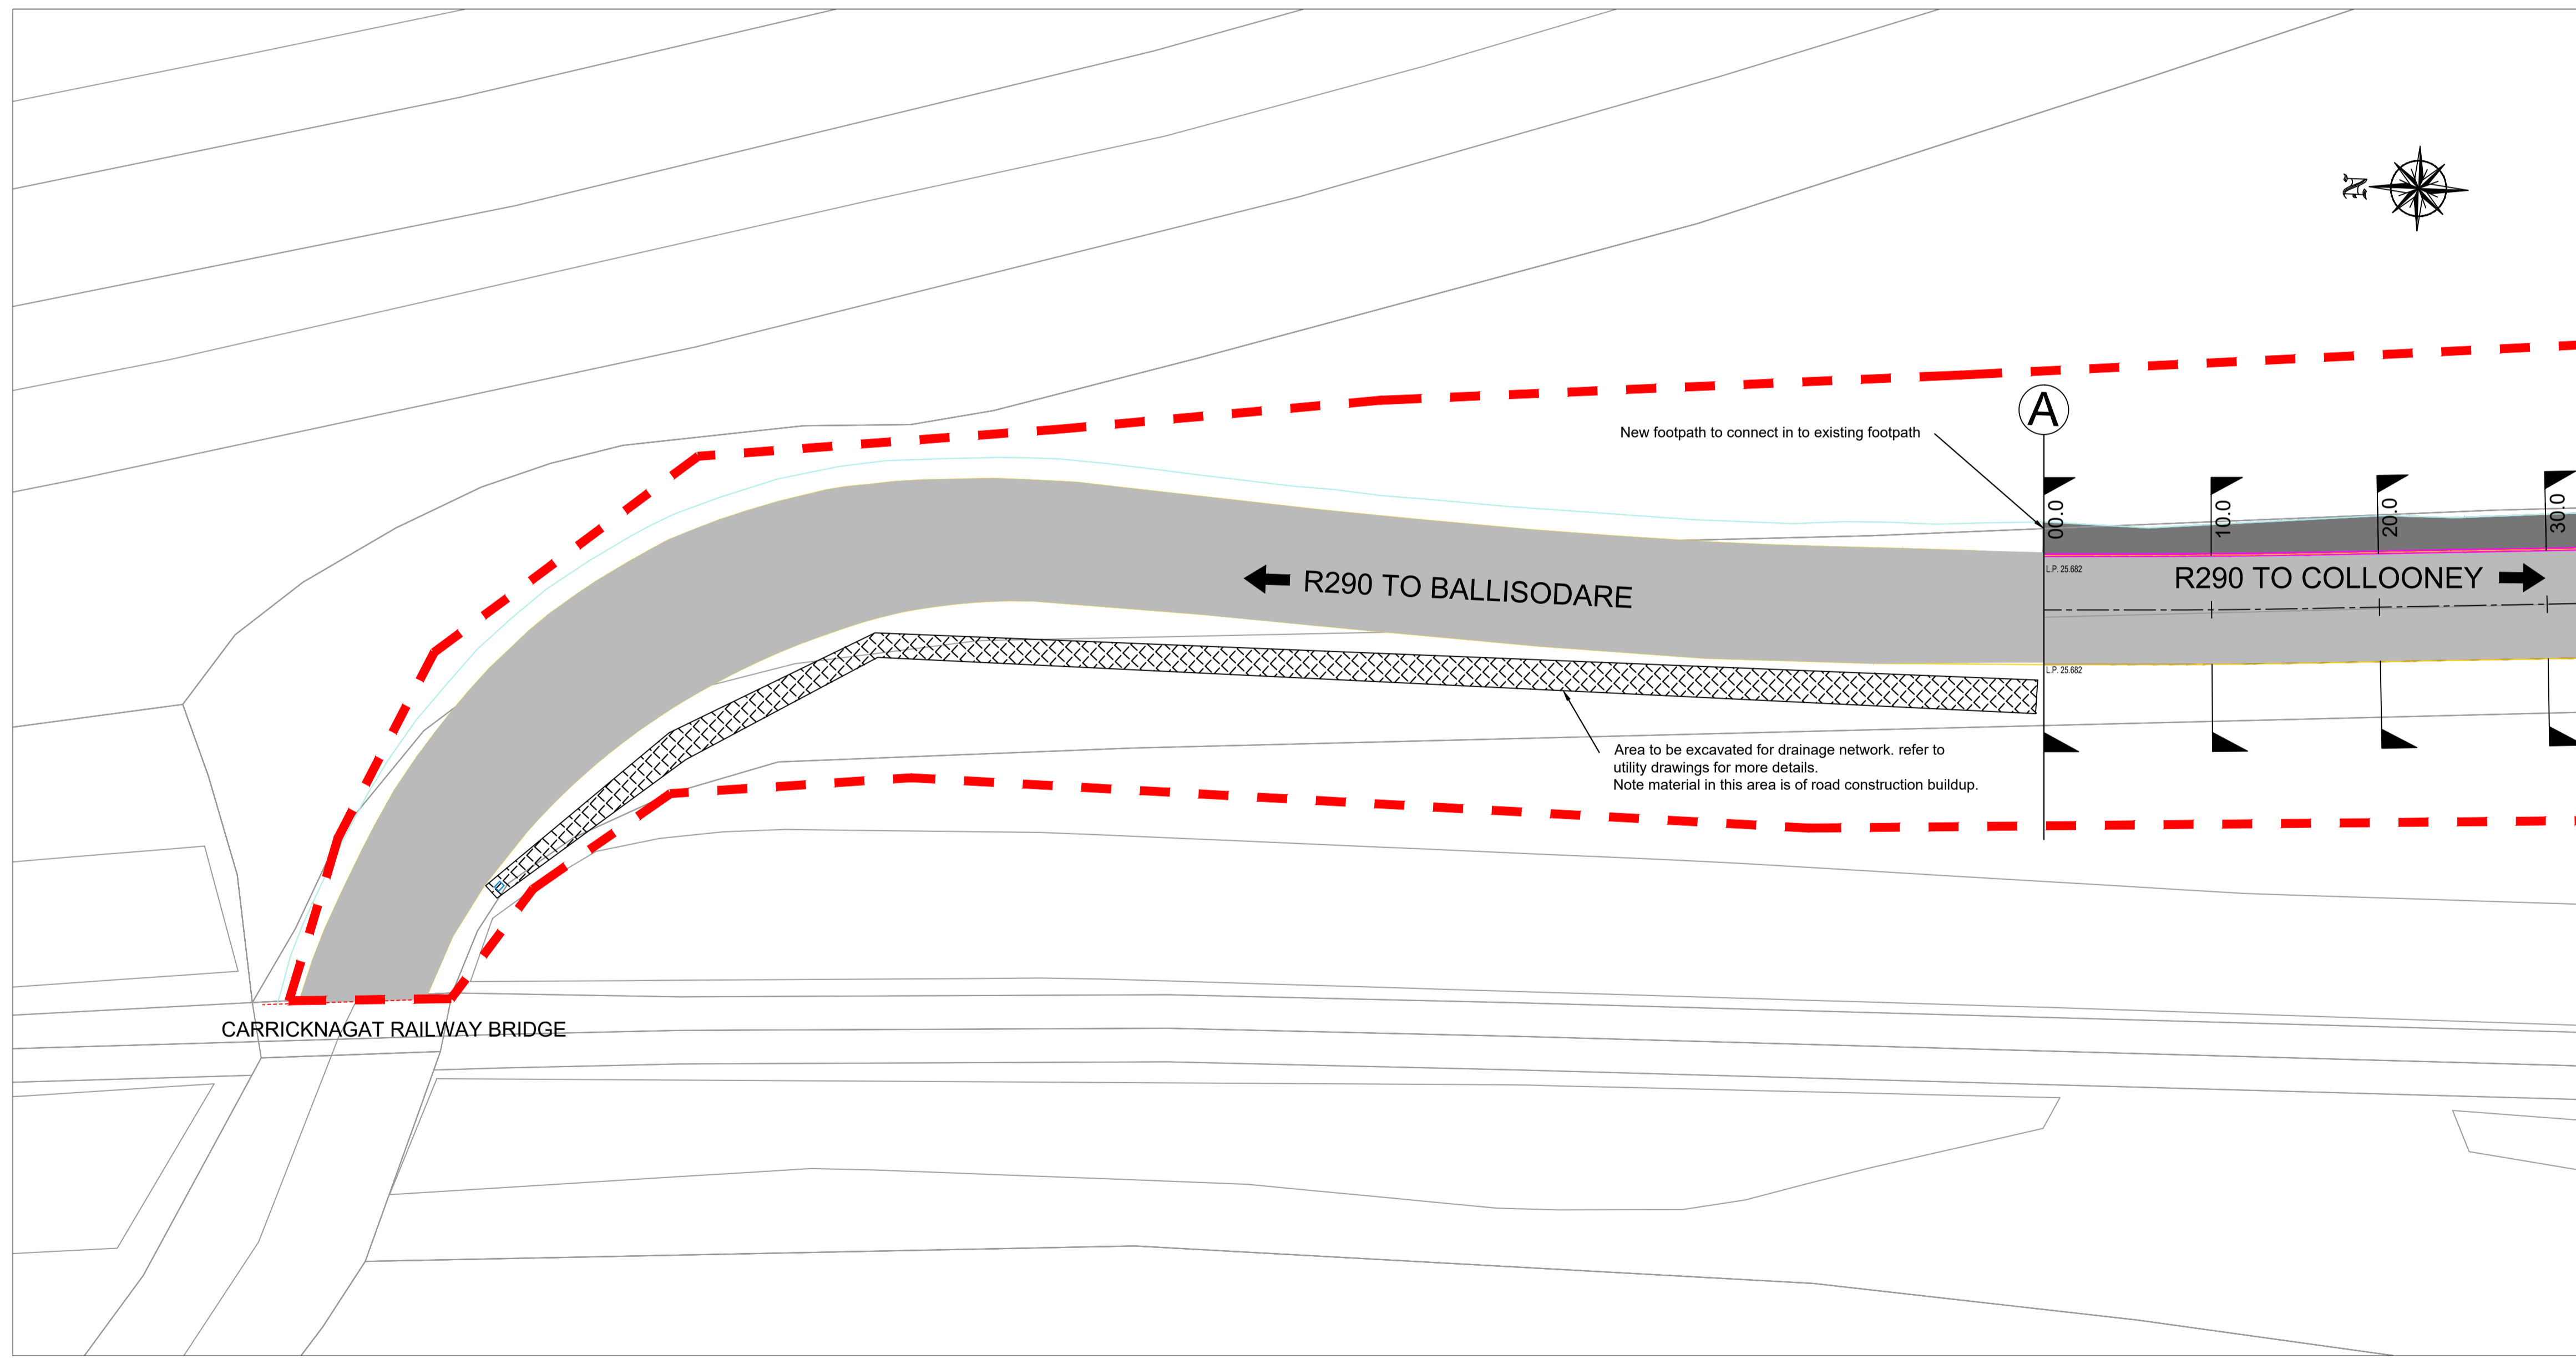 N
A
New footpath to connect in to existing footpath
00.0
10.0
20.0
30.0
L.P. 25.682
R290 TO BALLISODARE
R290 TO COLLOONEY
L.P. 25.682
Area to be excavated for drainage network. refer to
utility drawings for more details.
Note material in this area is of road construction buildup.
CARRICKNAGAT RAILWAY BRIDGE